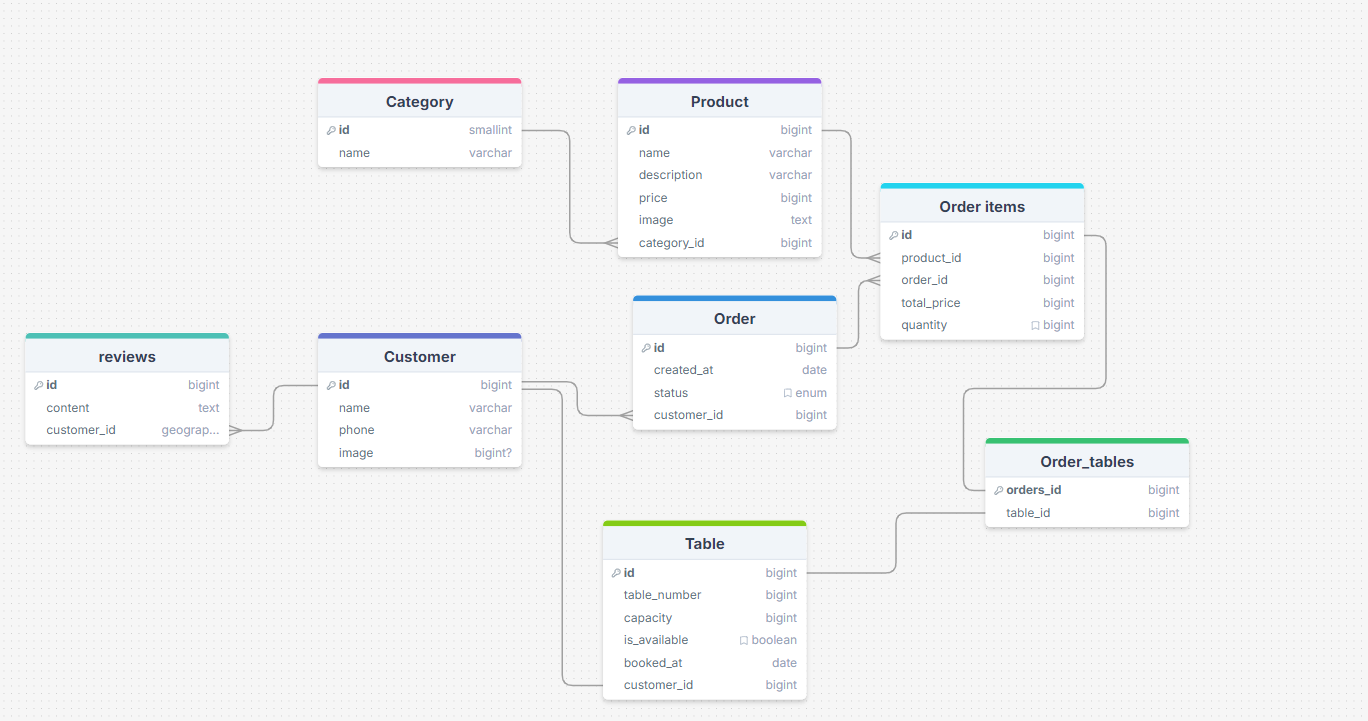 Category
id smallint
name varchar
Product
id bigint
name varchar
description varchar
price bigint
image text
category_id bigint
Order items
id bigint
product_id bigint
order_id bigint
total_price bigint
quantity bigint
Order
id bigint
created_at date
status enum
customer_id bigint
reviews
id bigint
content text
customer_id geograp...
Customer
id bigint
name varchar
phone varchar
image bigint?
Order_tables
orders_id bigint
table_id bigint
Table
id bigint
table_number bigint
capacity bigint
is_available boolean
booked_at date
customer_id bigint